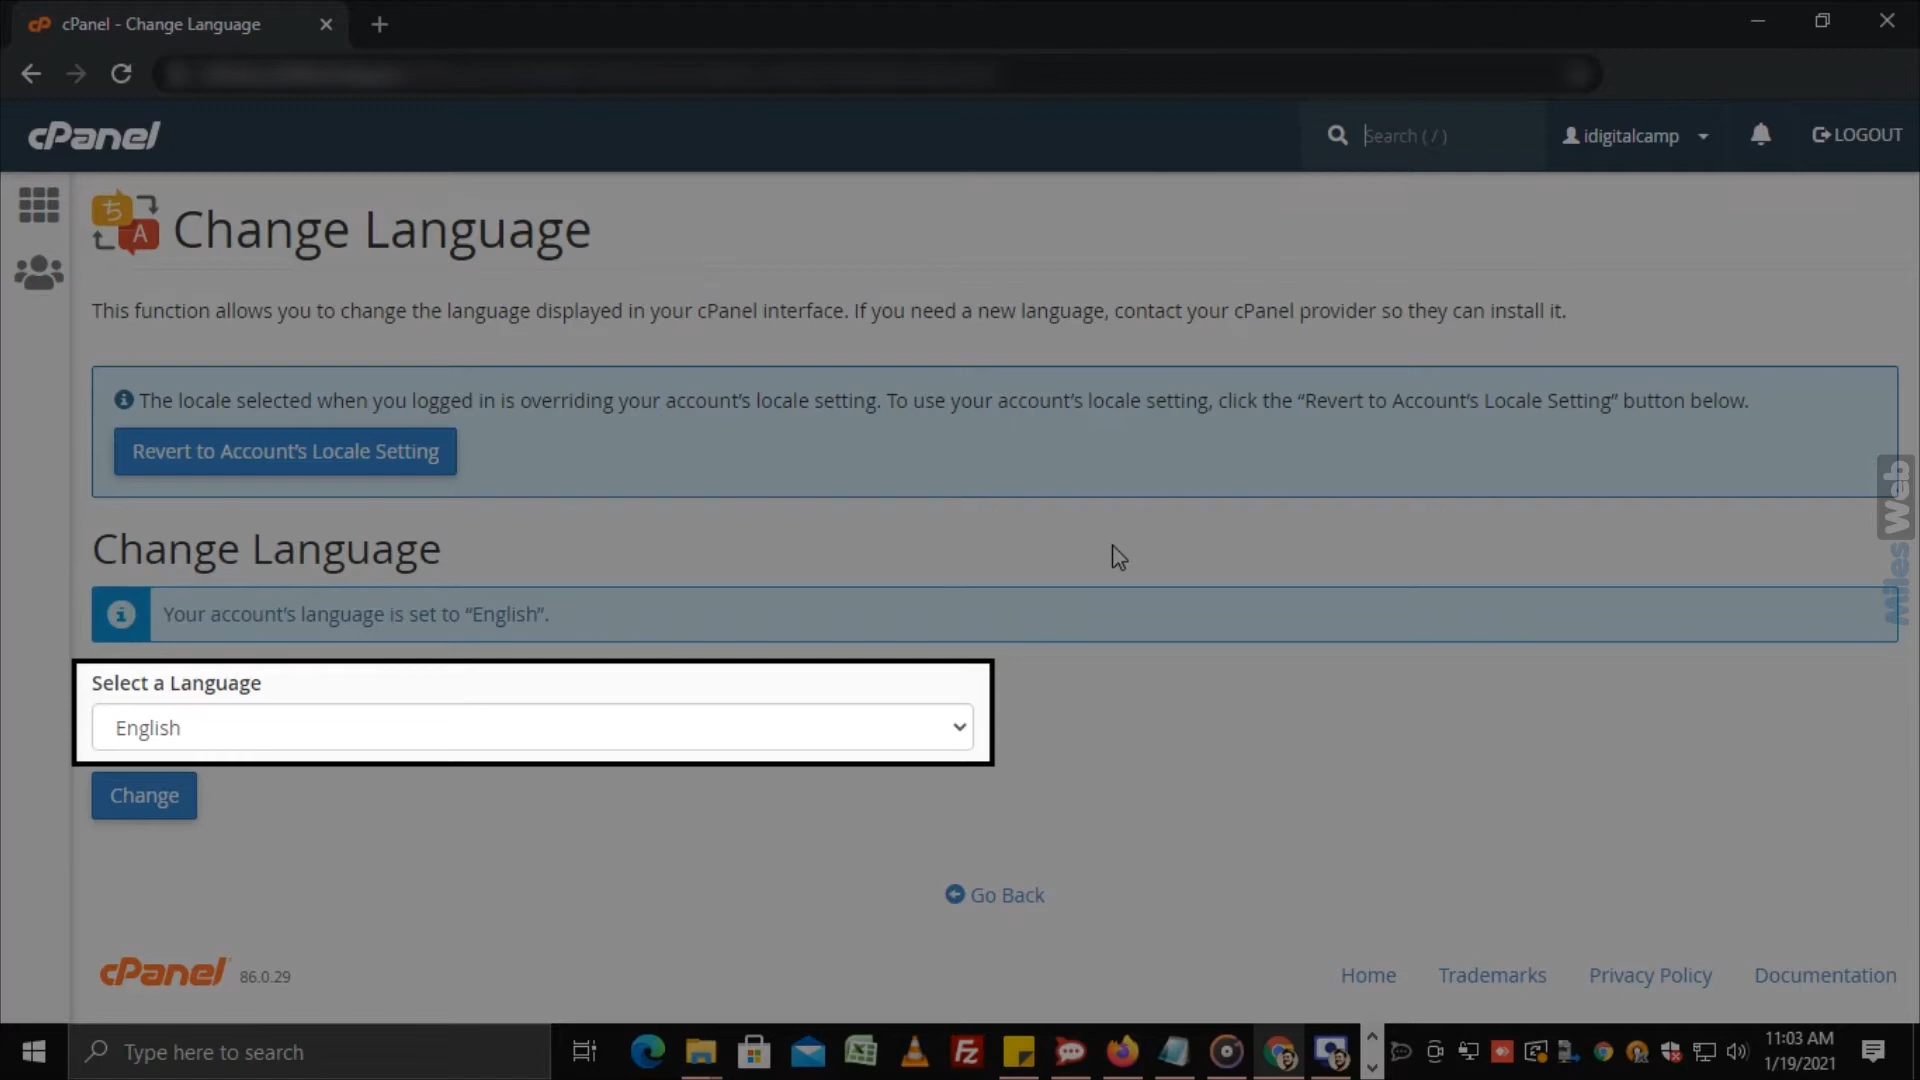 cPanel - Change Language
cPanel
Search ( / )
idigitalcamp
LOGOUT
ち
A
Change Language
This function allows you to change the language displayed in your cPanel interface. If you need a new language, contact your cPanel provider so they can install it.
The locale selected when you logged in is overriding your account’s locale setting. To use your account’s locale setting, click the “Revert to Account’s Locale Setting” button below.
Revert to Account’s Locale Setting
MilesWeb
Change Language
Your account’s language is set to “English”.
Select a Language
English
Change
Go Back
cPanel 86.0.29
Home Trademarks Privacy Policy Documentation
Type here to search
11:03 AM
1/19/2021